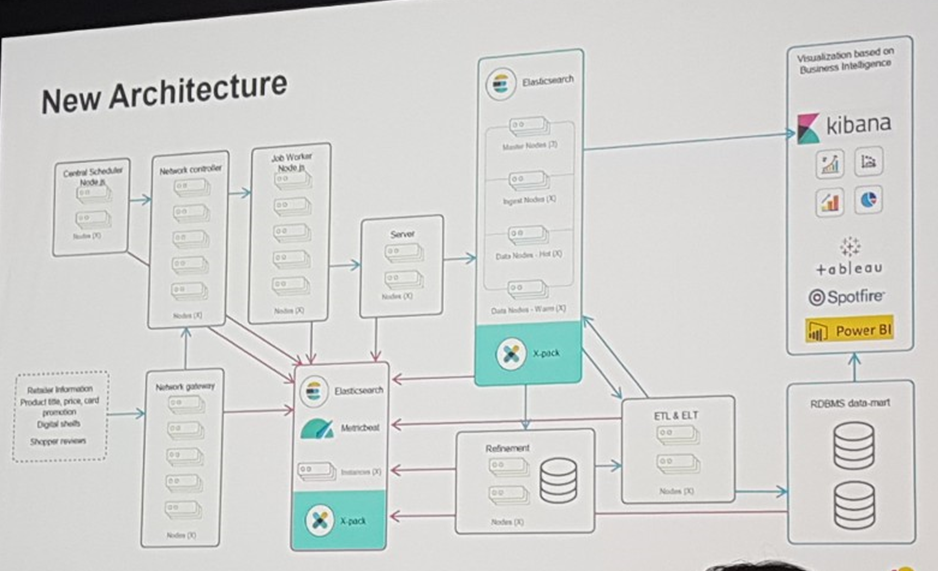 New Architecture
Central Scheduler
Node.js
Nodes (X)
Network controller
Nodes (X)
Job Worker
Node.js
Nodes (X)
Server
Nodes (X)
Elasticsearch
Master Nodes (3)
Ingest Nodes (X)
Data Nodes - Hot (X)
Data Nodes - Warm (X)
X-pack
Visualization based on
Business Intelligence
kibana
+ableau
Spotfire
Power BI
Retailer Information
Product title, price, card
promotion
Digital shelfs
Shopper reviews
Network gateway
Nodes (X)
Elasticsearch
Metricbeat
Instances (X)
X-pack
Refinement
Nodes (X)
ETL & ELT
Nodes (X)
RDBMS data-mart